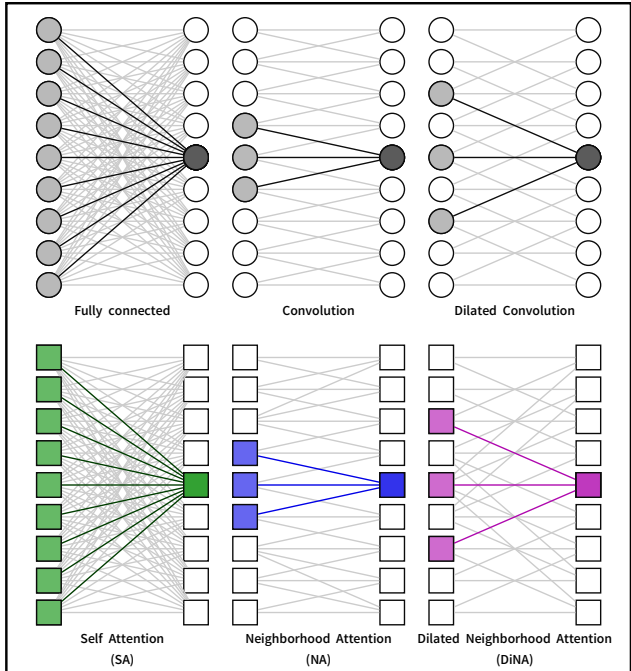 Fully connected
Convolution
Dilated Convolution
Self Attention
(SA)
Neighborhood Attention
(NA)
Dilated Neighborhood Attention
(DiNA)